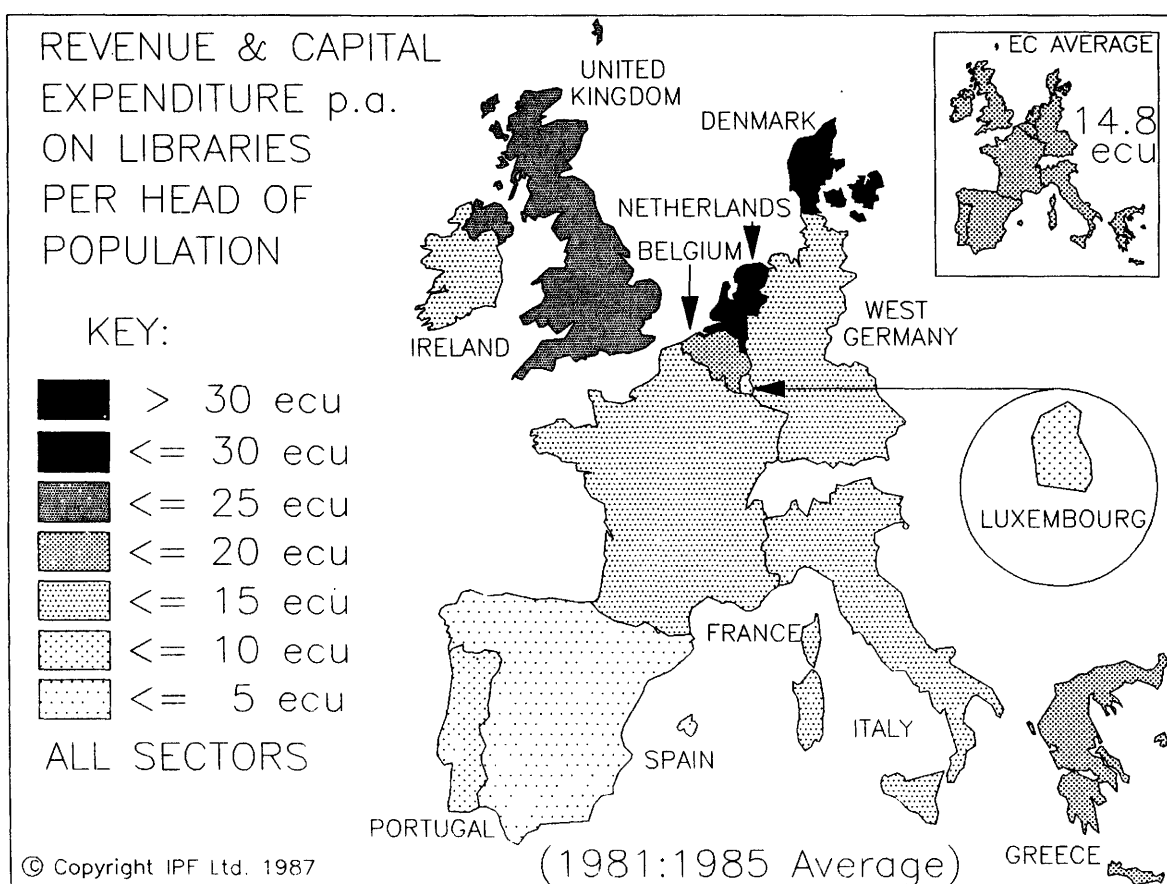 REVENUE & CAPITAL
EXPENDITURE p.a.
ON LIBRARIES
PER HEAD OF
POPULATION
KEY:
> 30 ecu
<= 30 ecu
<= 25 ecu
<= 20 ecu
<= 15 ecu
<= 10 ecu
<= 5 ecu
ALL SECTORS
© Copyright IPF Ltd. 1987
UNITED
KINGDOM
DENMARK
NETHERLANDS
BELGIUM
IRELAND
WEST
GERMANY
LUXEMBOURG
FRANCE
ITALY
SPAIN
PORTUGAL
GREECE
(1981:1985 Average)
EC AVERAGE
14.8
ecu